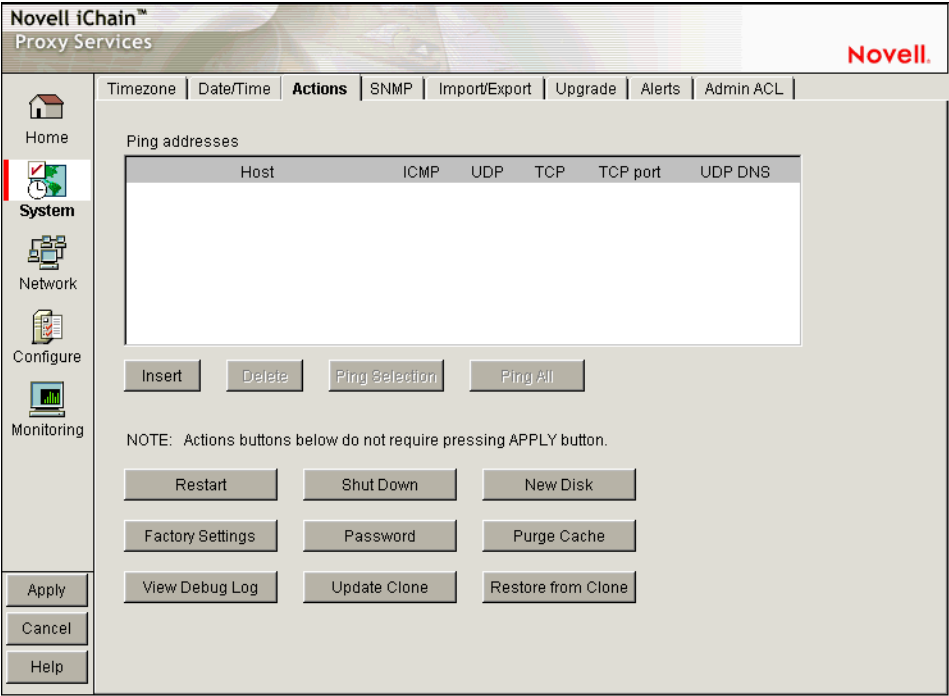 Novell iChain™
Proxy Services
Novell.
Timezone Date/Time Actions SNMP Import/Export Upgrade Alerts Admin ACL
Home
System
Network
Configure
Monitoring
Ping addresses
Host ICMP UDP TCP TCP port UDP DNS
Insert Delete Ping Selection Ping All
NOTE: Actions buttons below do not require pressing APPLY button.
Restart Shut Down New Disk
Factory Settings Password Purge Cache
View Debug Log Update Clone Restore from Clone
Apply
Cancel
Help